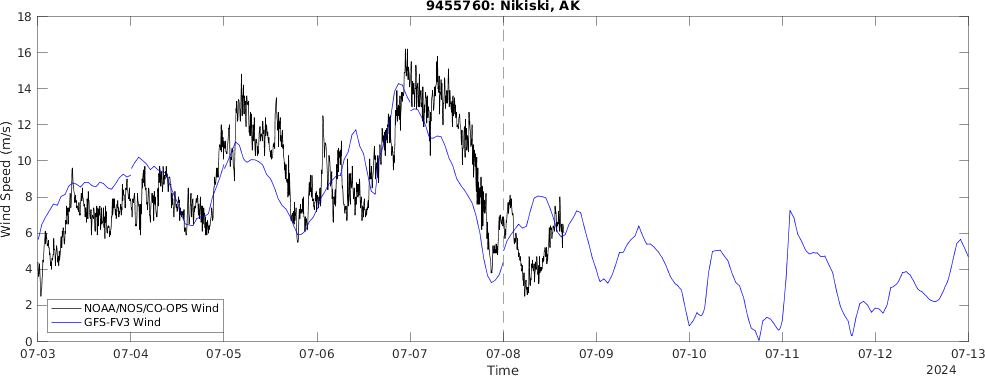 9455760: Nikiski, AK
Wind Speed (m/s)
18
16
14
12
10
8
6
4
2
0
NOAA/NOS/CO-OPS Wind
GFS-FV3 Wind
07-03 07-04 07-05 07-06 07-07 07-08 07-09 07-10 07-11 07-12 07-13
Time
2024